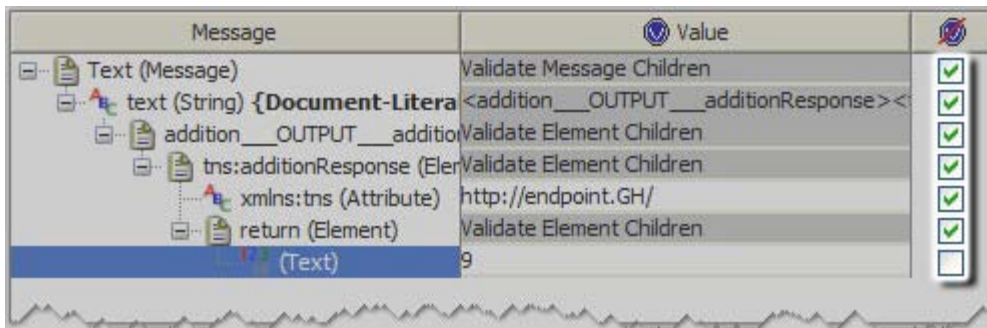 Message Value
Text (Message) Validate Message Children
text (String) {Document-Litera <addition___OUTPUT___additionResponse><
addition___OUTPUT___additio Validate Element Children
tns:additionResponse (Eler Validate Element Children
xmlns:tns (Attribute) http://endpoint.GH/
return (Element) Validate Element Children
(Text) 9